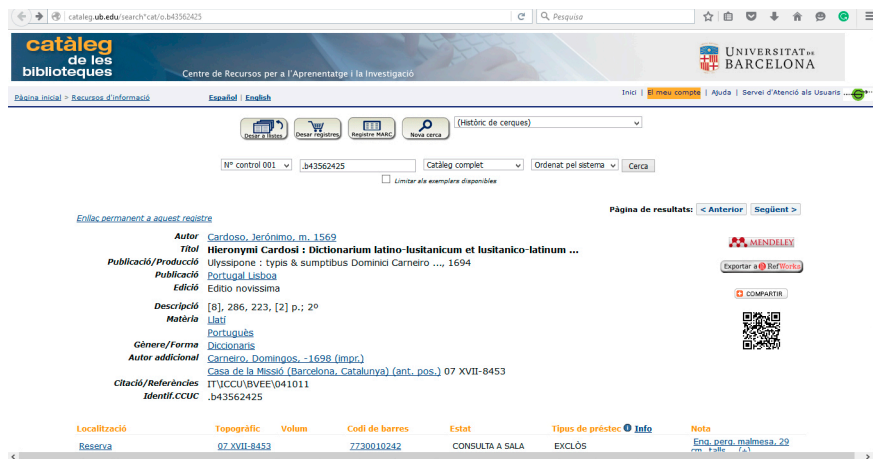 cataleg.ub.edu/search*cat/o.b43562425
Pesquisa
catàleg
de les
biblioteques
Centre de Recursos per a l'Aprenentatge i la Investigació
UNIVERSITAT DE
BARCELONA
Pàgina inicial > Recursos d'informació
Español | English
Inici | El meu compte | Ajuda | Servei d'Atenció als Usuaris
Desar a llistes
Desar registres
Registre MARC
Nova cerca
(Històric de cerques)
Nº control 001
.b43562425
Catàleg complet
Ordenat pel sistema
Cerca
Limitar als exemplars disponibles
Pàgina de resultats: < Anterior Següent >
Enllaç permanent a aquest registre
Autor Cardoso, Jerónimo, m. 1569
Títol Hieronymi Cardosi : Dictionarium latino-lusitanicum et lusitanico-latinum ...
Publicació/Producció Ulyssipone : typis & sumptibus Dominici Carneiro ..., 1694
Publicació Portugal Lisboa
Edició Editio novissima
Descripció [8], 286, 223, [2] p.; 2º
Matèria Llatí
Portuguès
Gènere/Forma Diccionaris
Autor addicional Carneiro, Domingos, -1698 (impr.)
Casa de la Missió (Barcelona, Catalunya) (ant. pos.) 07 XVII-8453
Citació/Referències IT\ICCU\BVEE\041011
Identif.CCUC .b43562425
MENDELEY
Exportar a RefWorks
COMPARTIR
Localització Topogràfic Volum Codi de barres Estat Tipus de préstec Info Nota
Reserva 07 XVII-8453 7730010242 CONSULTA A SALA EXCLÒS Enq. perg. malmesa, 29
cm, talls ... (+)